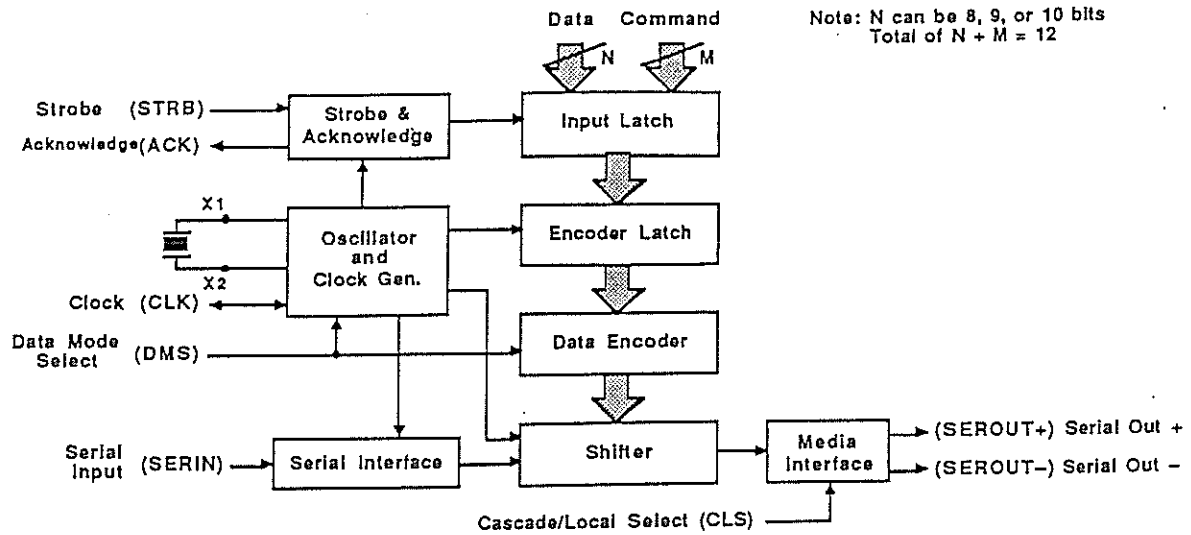 Data Command
Note: N can be 8, 9, or 10 bits
Total of N + M = 12
N
M
Strobe (STRB)
Acknowledge (ACK)
Strobe &
Acknowledge
Input Latch
X1
X2
Oscillator
and
Clock Gen.
Encoder Latch
Clock (CLK)
Data Mode
Select (DMS)
Data Encoder
Serial
Input (SERIN)
Serial Interface
Shifter
Media
Interface
(SEROUT+) Serial Out +
(SEROUT–) Serial Out –
Cascade/Local Select (CLS)